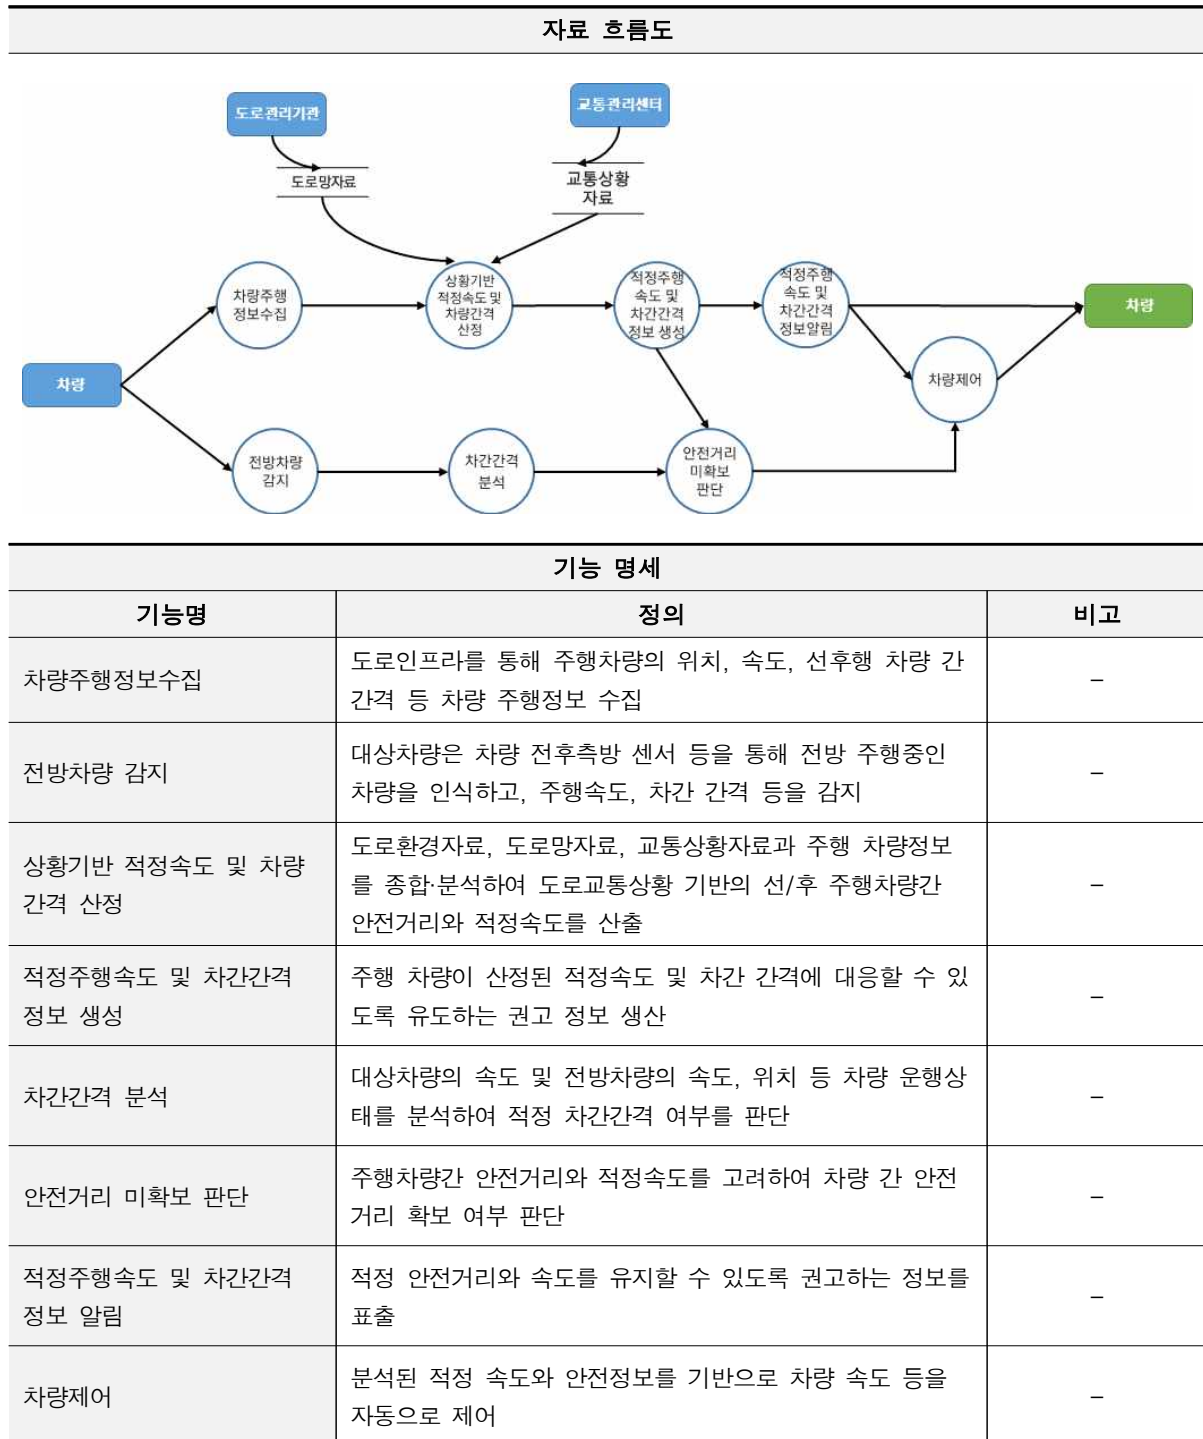 자료 흐름도
도로관리기관
교통관리센터
도로망자료
교통상황
자료
차량주행
정보수집
상황기반
적정속도 및
차량간격
산정
적정주행
속도 및
차간간격
정보 생성
적정주행
속도 및
차간간격
정보알림
차량
차량
차량제어
전방차량
감지
차간간격
분석
안전거리
미확보
판단
기능 명세
기능명 정의 비고
차량주행정보수집
도로인프라를 통해 주행차량의 위치, 속도, 선후행 차량 간
간격 등 차량 주행정보 수집
–
전방차량 감지
대상차량은 차량 전후측방 센서 등을 통해 전방 주행중인
차량을 인식하고, 주행속도, 차간 간격 등을 감지
–
상황기반 적정속도 및 차량
간격 산정
도로환경자료, 도로망자료, 교통상황자료과 주행 차량정보
를 종합·분석하여 도로교통상황 기반의 선/후 주행차량간
안전거리와 적정속도를 산출
–
적정주행속도 및 차간간격
정보 생성
주행 차량이 산정된 적정속도 및 차간 간격에 대응할 수 있
도록 유도하는 권고 정보 생산
–
차간간격 분석
대상차량의 속도 및 전방차량의 속도, 위치 등 차량 운행상
태를 분석하여 적정 차간간격 여부를 판단
–
안전거리 미확보 판단
주행차량간 안전거리와 적정속도를 고려하여 차량 간 안전
거리 확보 여부 판단
–
적정주행속도 및 차간간격
정보 알림
적정 안전거리와 속도를 유지할 수 있도록 권고하는 정보를
표출
–
차량제어
분석된 적정 속도와 안전정보를 기반으로 차량 속도 등을
자동으로 제어
–